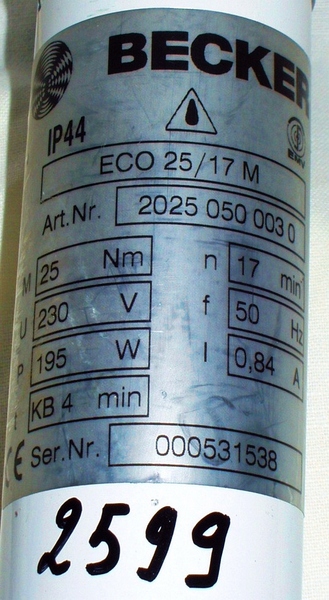 BECKER
IP44
ECO 25/17 M
Art.Nr. 2025 050 003 0
M 25 Nm n 17 min
U 230 V f 50 Hz
P 195 W I 0,84 A
t KB 4 min
CE Ser.Nr. 000531538
2599